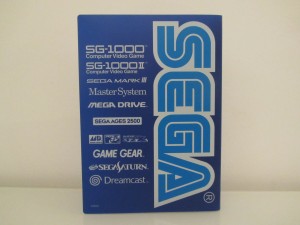 SG-1000
Computer Video Game
SG-1000 II
Computer Video Game
SEGA MARK III
Master System
MEGA DRIVE
SEGA AGES 2500
GAME GEAR
SEGA SATURN
Dreamcast
SEGA